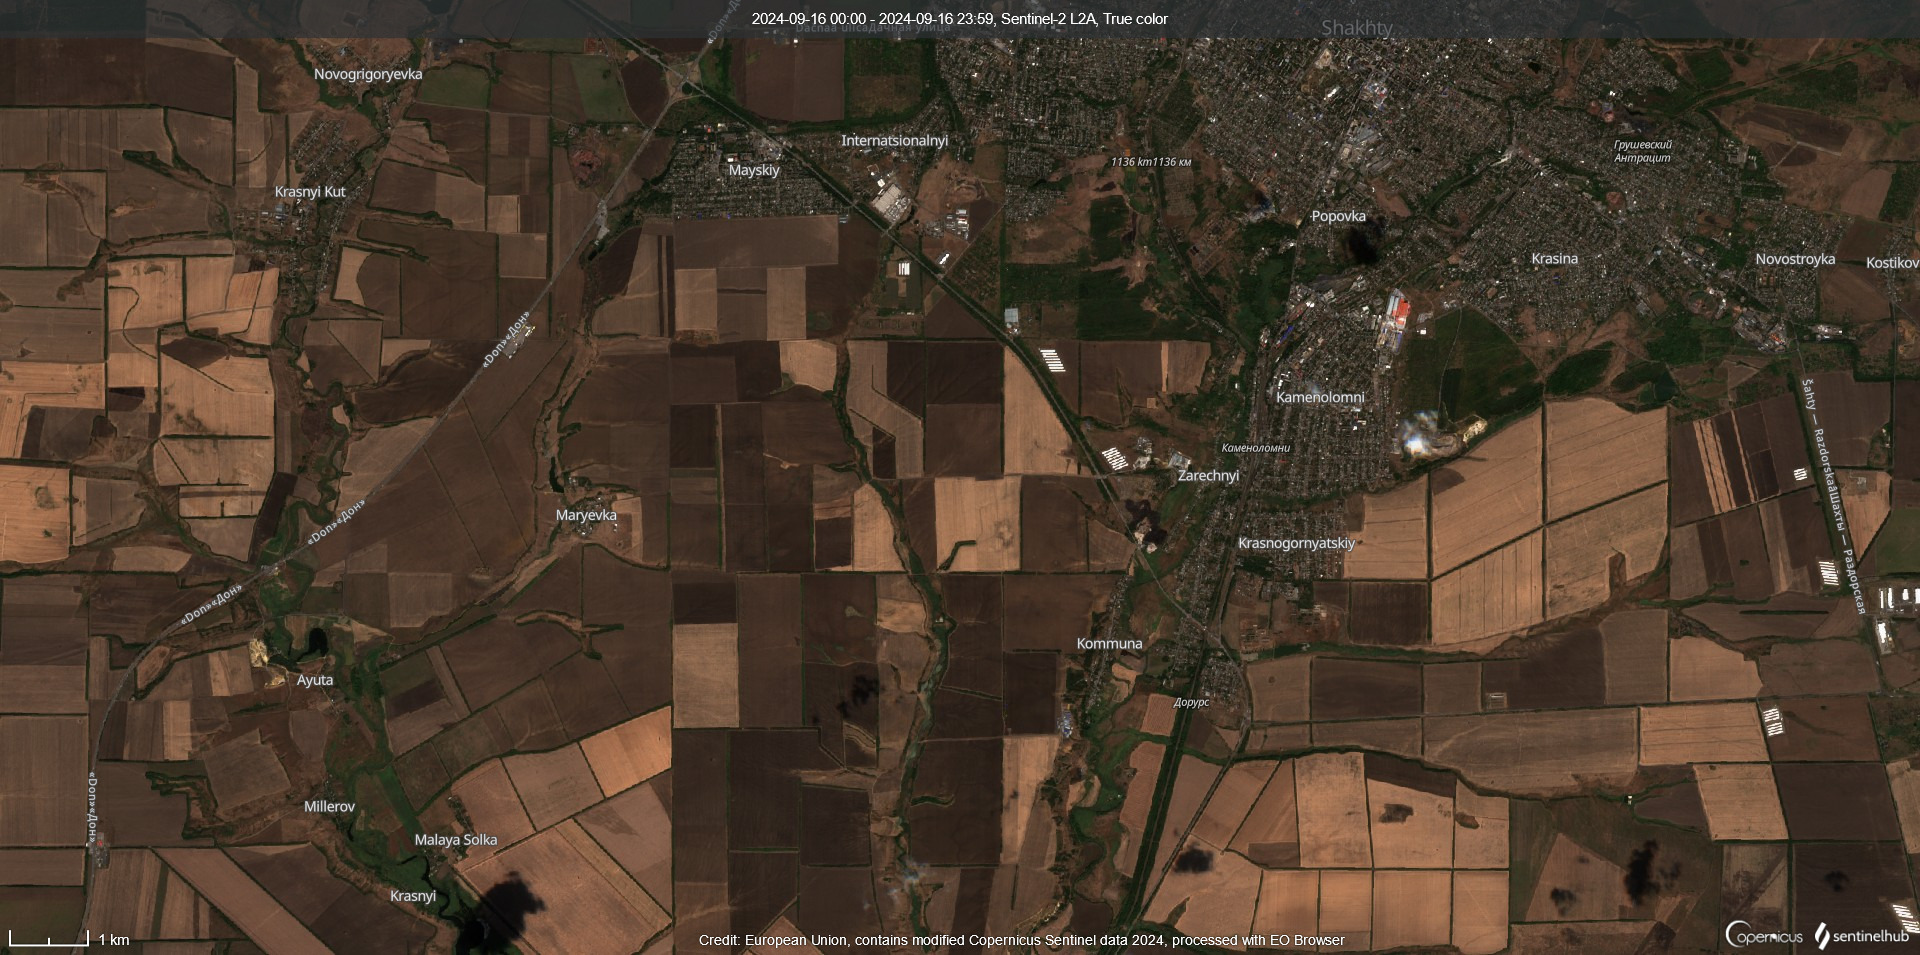 2024-09-16 00:00 - 2024-09-16 23:59, Sentinel-2 L2A, True color
Shakhty
Novogrigoryevka
Internatsionalnyi
Грушевский
Антрацит
1136 km1136 км
Mayskiy
Krasnyi Kut
Popovka
Krasina
Novostroyka
Kostikov
«Don»«Дон»
Kamenolomni
Каменоломни
Zarechnyi
Šahty — RazdorskaâШахты — Раздорская
Maryevka
«Don»«Дон»
Krasnogornyatskiy
«Don»«Дон»
Kommuna
Ayuta
Дорурс
Millerov
«Don»«Дон»
Malaya Solka
Krasnyi
1 km
Credit: European Union, contains modified Copernicus Sentinel data 2024, processed with EO Browser
Copernicus
sentinelhub